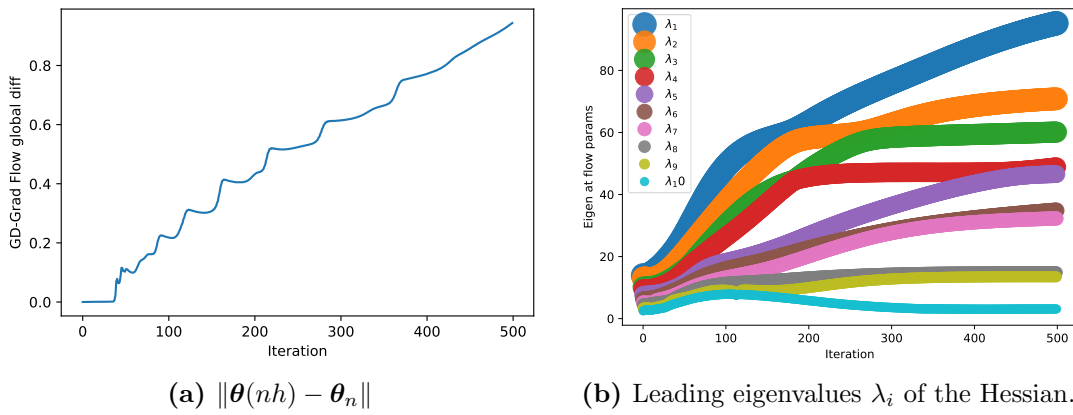 GD-Grad Flow global diff
0.8
0.6
0.4
0.2
0.0
0 100 200 300 400 500
Iteration
(a) ‖θ(nh) − θₙ‖
Eigen at flow params
80
60
40
20
0
λ₁
λ₂
λ₃
λ₄
λ₅
λ₆
λ₇
λ₈
λ₉
λ₁0
0 100 200 300 400 500
Iteration
(b) Leading eigenvalues λᵢ of the Hessian.